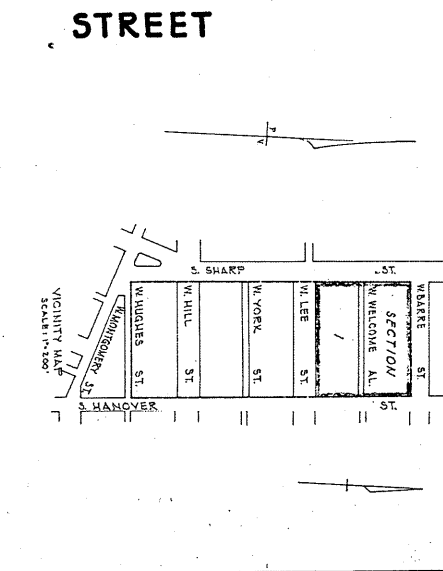 STREET
S. SHARP ST.
W. HUGHES ST.
W. HILL ST.
W. YORK ST.
W. LEE ST.
1
W. WELCOME AL.
SECTION
W. BARRE ST.
W. MONTGOMERY ST.
S. HANOVER ST.
VICINITY MAP
SCALE: 1"=200'